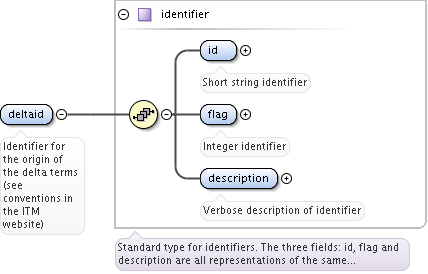 identifier
id
Short string identifier
deltaid
flag
Identifier for
the origin of
the delta terms
(see
conventions in
the ITM
website)
Integer identifier
description
Verbose description of identifier
Standard type for identifiers. The three fields: id, flag and
description are all representations of the same...